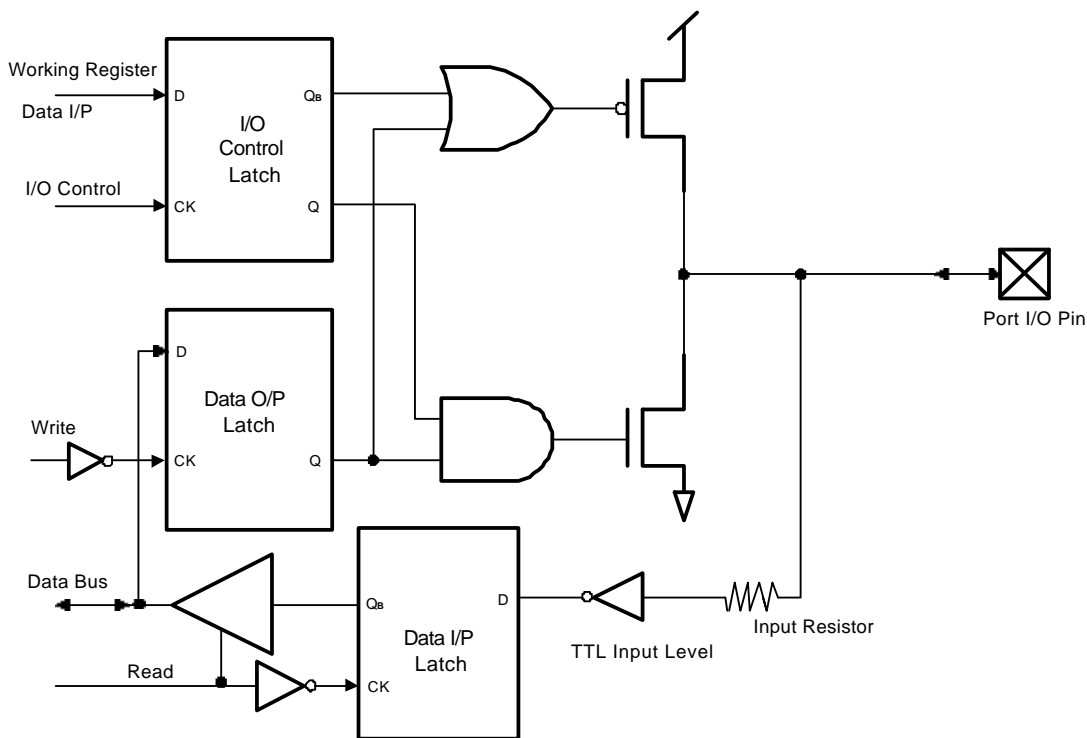 Working Register
Data I/P
D
QB
I/O
Control
Latch
I/O Control
CK
Q
Port I/O Pin
D
Data O/P
Latch
Write
CK
Q
Data Bus
QB
D
Data I/P
Latch
TTL Input Level
Input Resistor
Read
CK